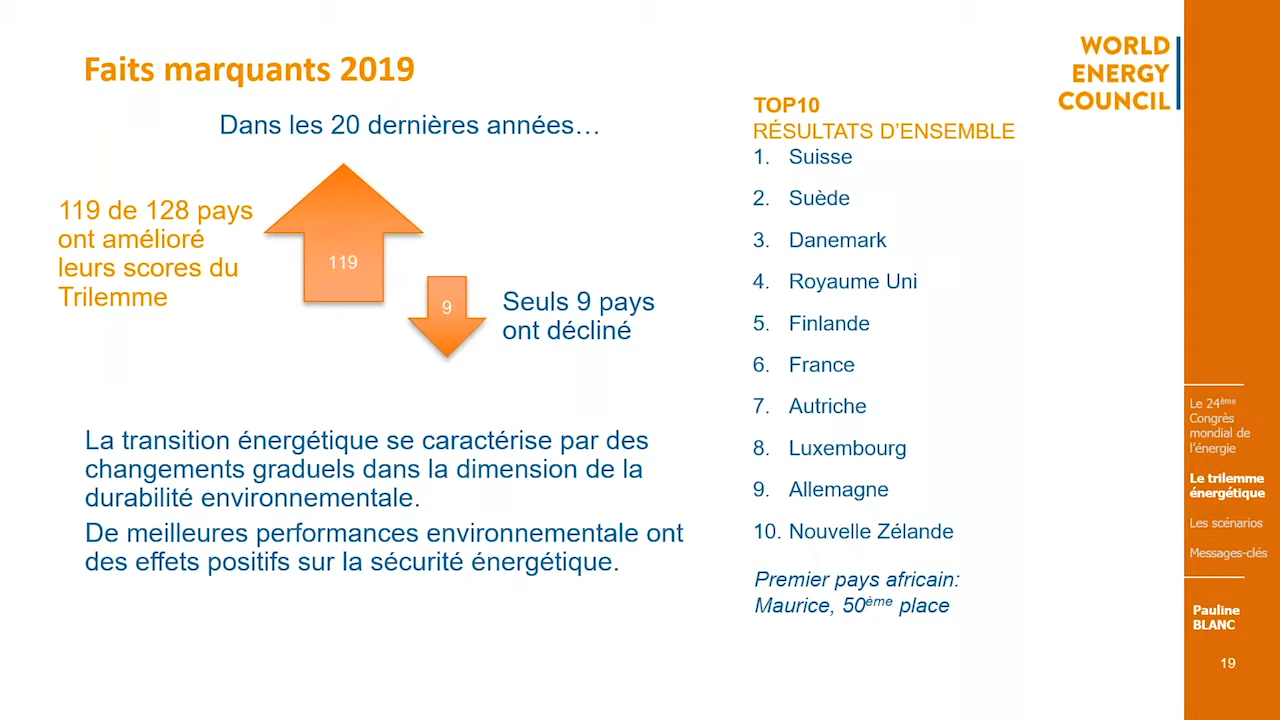 Faits marquants 2019
Dans les 20 dernières années…
119 de 128 pays
ont amélioré
leurs scores du
Trilemme
119
9
Seuls 9 pays
ont décliné
La transition énergétique se caractérise par des
changements graduels dans la dimension de la
durabilité environnementale.
De meilleures performances environnementale ont
des effets positifs sur la sécurité énergétique.
WORLD
ENERGY
COUNCIL
TOP10
RÉSULTATS D'ENSEMBLE
1. Suisse
2. Suède
3. Danemark
4. Royaume Uni
5. Finlande
6. France
7. Autriche
8. Luxembourg
9. Allemagne
10. Nouvelle Zélande
Premier pays africain:
Maurice, 50ème place
Le 24ème
Congrès
mondial de
l'énergie
Le trilemme
énergétique
Les scénarios
Messages-clés
Pauline
BLANC
19